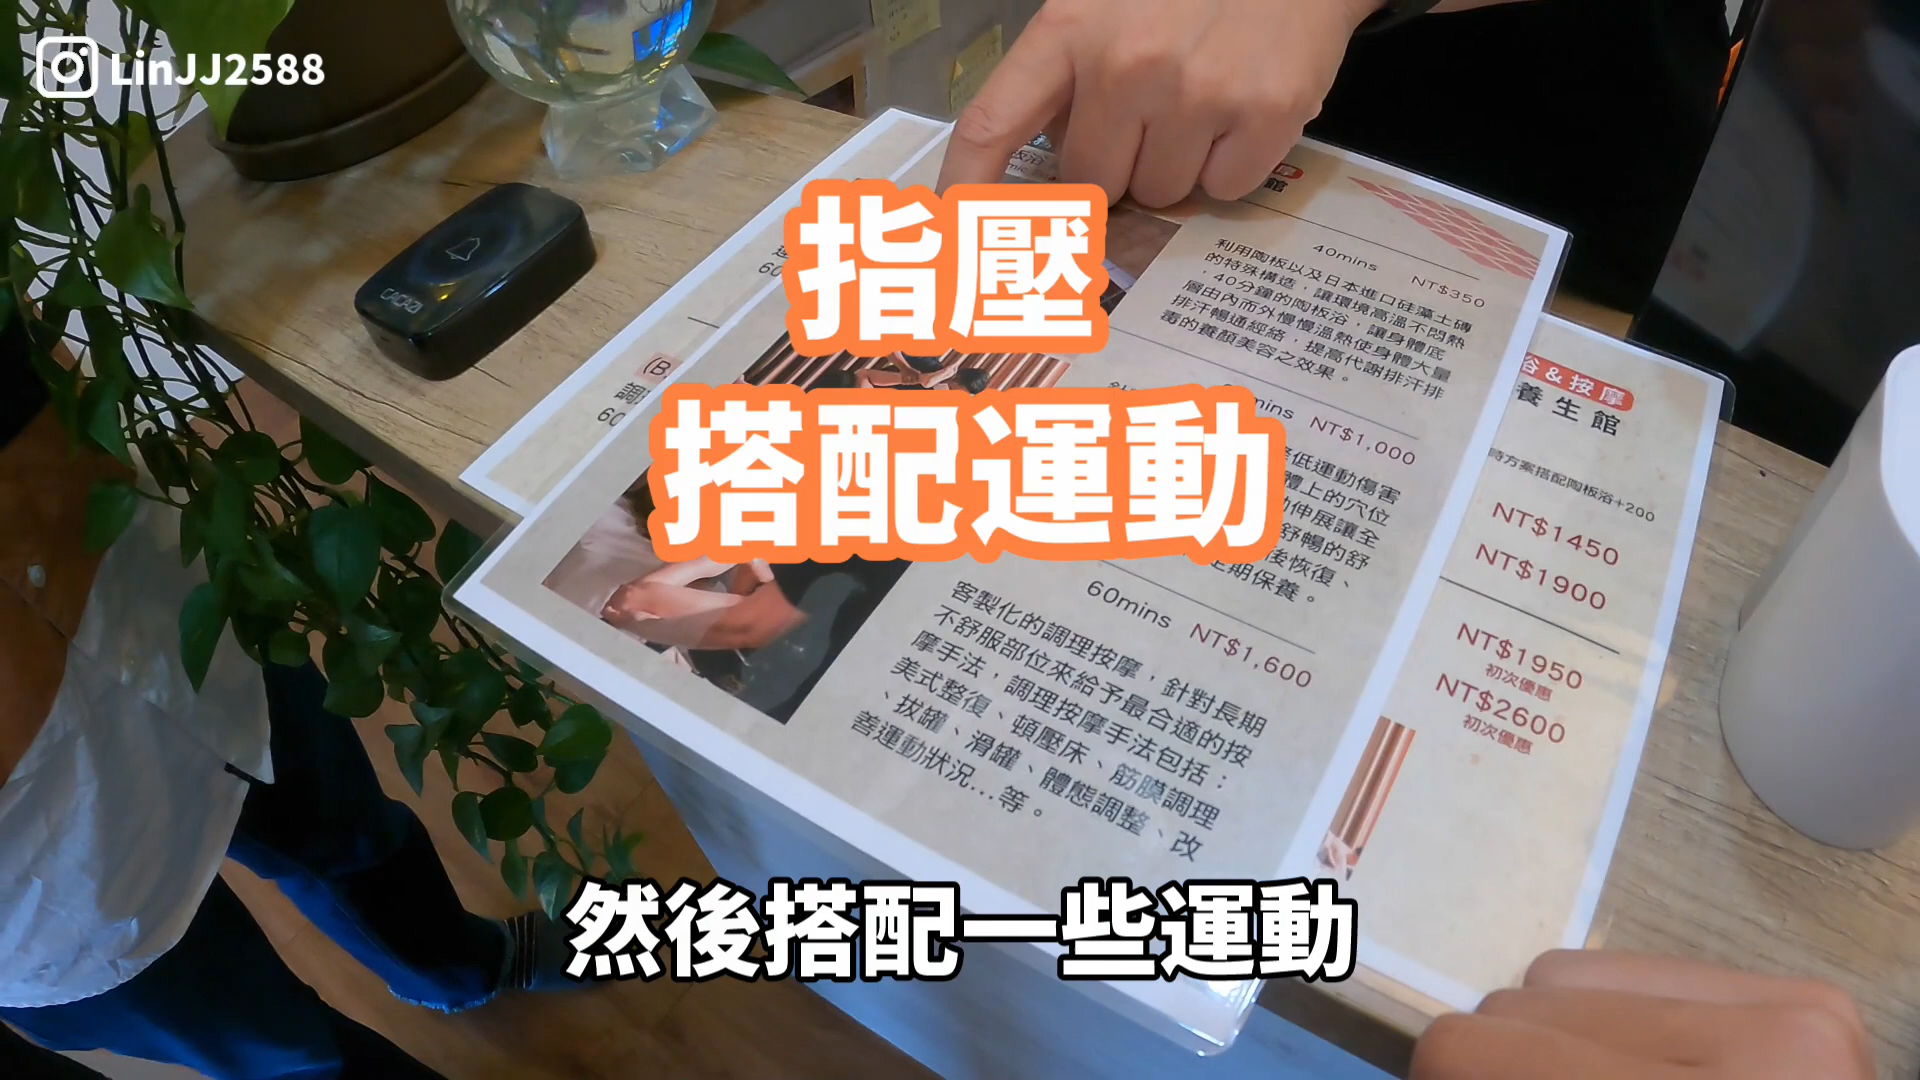 LinJJ2588
指壓
搭配運動
CACAZI
板浴
館
40mins NT$350
利用陶板以及日本進口硅藻土磚
的特殊構造，讓環境高溫不悶熱
，40分鐘的陶板浴，讓身體底
層由內而外慢慢溫熱使身體大量
排汗暢通經絡，提高代謝排汗排
毒的養顏美容之效果。
mins NT$1,000
低運動傷害
體上的穴位
伸展讓全
舒暢的舒
後恢復、
定期保養。
60mins NT$1,600
客製化的調理按摩，針對長期
不舒服部位來給予最合適的按
摩手法，調理按摩手法包括：
美式整復、頓壓床、筋膜調理
、拔罐、滑罐、體態調整、改
善運動狀況...等。
(B
調
60
60
浴&按摩
養生館
時方案搭配陶板浴+200
NT$1450
NT$1900
NT$1950
初次優惠
NT$2600
初次優惠
然後搭配一些運動